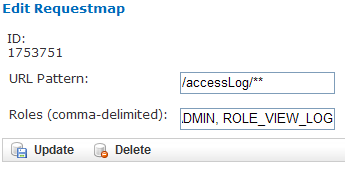 Edit Requestmap
ID:
1753751
URL Pattern: /accessLog/**
Roles (comma-delimited): DMIN, ROLE_VIEW_LOG
Update Delete